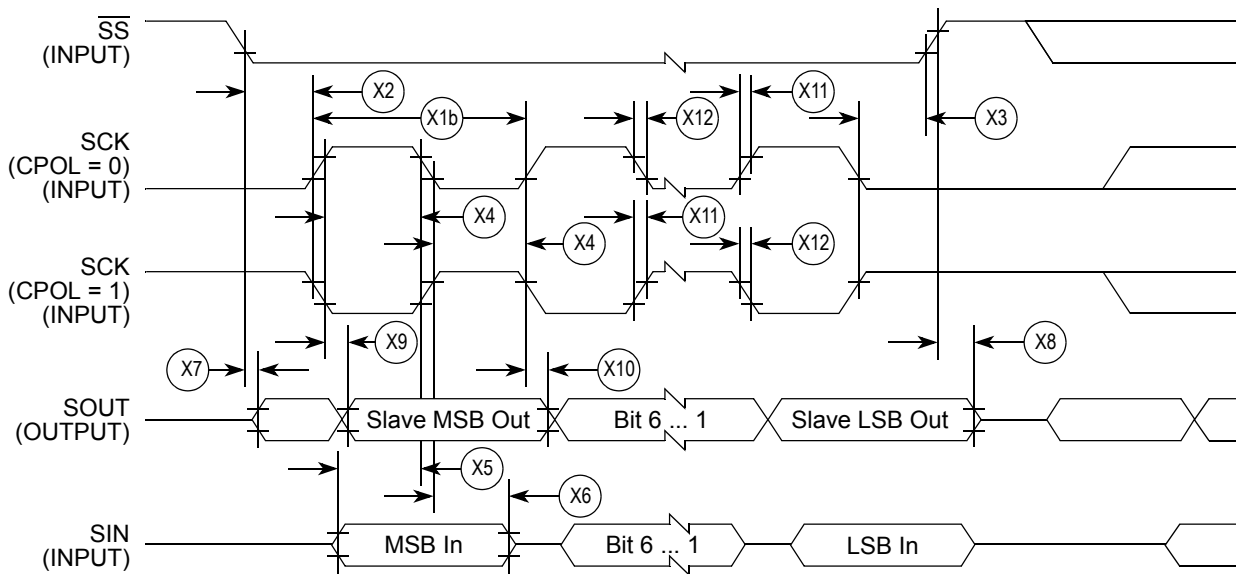 SS
(INPUT)
X2
X11
X1b
X12
X3
SCK
(CPOL = 0)
(INPUT)
X4
X11
X4
X12
SCK
(CPOL = 1)
(INPUT)
X7
X9
X10
X8
SOUT
(OUTPUT)
Slave MSB Out
Bit 6 ... 1
Slave LSB Out
X5
X6
SIN
(INPUT)
MSB In
Bit 6 ... 1
LSB In